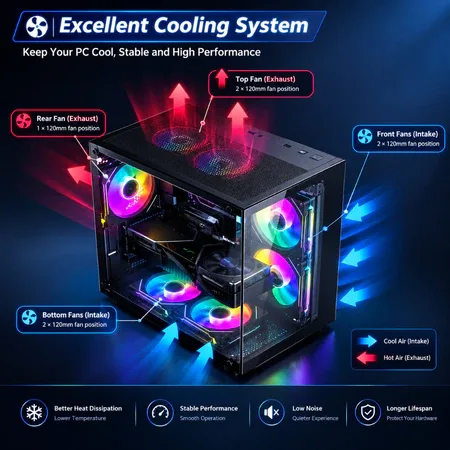 Excellent Cooling System
Keep Your PC Cool, Stable and High Performance
Top Fan (Exhaust)
2 × 120mm fan position
Rear Fan (Exhaust)
1 × 120mm fan position
Front Fans (Intake)
2 × 120mm fan position
Bottom Fans (Intake)
2 × 120mm fan position
Cool Air (Intake)
Hot Air (Exhaust)
Better Heat Dissipation
Lower Temperature
Stable Performance
Smooth Operation
Low Noise
Quieter Experience
Longer Lifespan
Protect Your Hardware